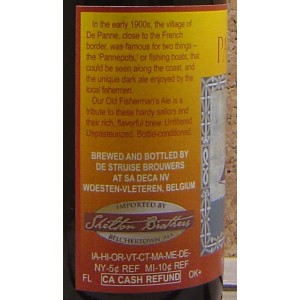 In the early 1900s, the village of
De Panne, close to the French
border, was famous for two things –
the 'Pannepots,' or fishing boats, that
could be seen along the coast, and
the unique dark ale enjoyed by the
local fishermen.
Our Old Fisherman's Ale is a
tribute to these hardy sailors and
their rich, flavorful brew. Unfiltered.
Unpasteurized. Bottle-conditioned.
BREWED AND BOTTLED BY
DE STRUISE BROUWERS
AT SA DECA NV
WOESTEN-VLETEREN, BELGIUM
IMPORTED BY
Shelton Brothers
BELCHERTOWN, MA
IA-HI-OR-VT-CT-MA-ME-DE-
NY-5¢ REF MI-10¢ REF
FL CA CASH REFUND OK+
P